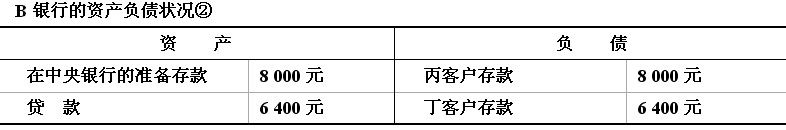 B 银行的资产负债状况②
资 产 负 债
在中央银行的准备存款 8 000 元 丙客户存款 8 000 元
贷 款 6 400 元 丁客户存款 6 400 元